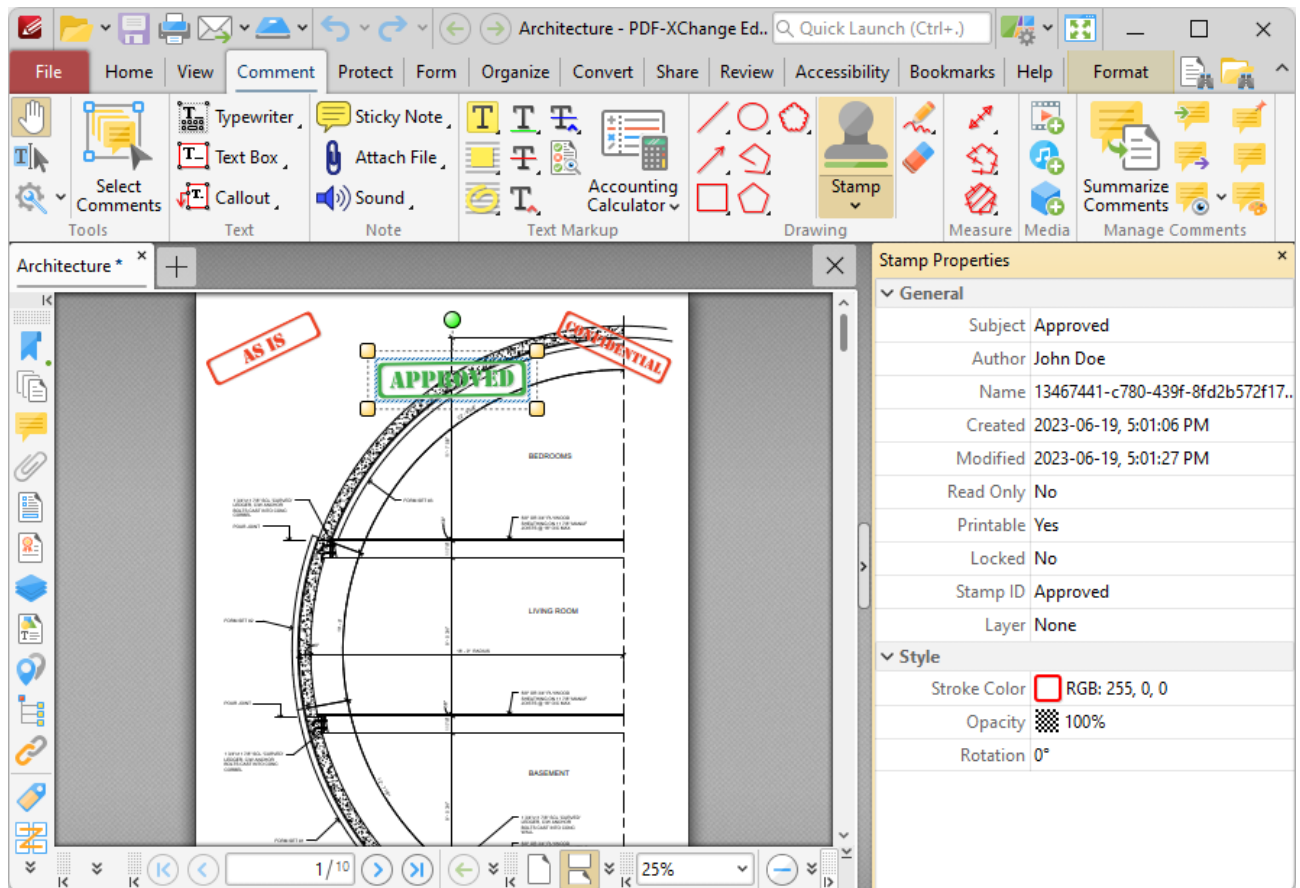 Architecture - PDF-XChange Ed.. Quick Launch (Ctrl+.)
File Home View Comment Protect Form Organize Convert Share Review Accessibility Bookmarks Help Format
Typewriter Sticky Note
Text Box Attach File
Select Comments Callout Sound
Accounting Calculator
Stamp
Summarize Comments
Tools Text Note Text Markup Drawing Measure Media Manage Comments
Architecture *
AS IS
APPROVED
CONFIDENTIAL
BEDROOMS
LIVING ROOM
BASEMENT
1/10
25%
Stamp Properties
General
Subject Approved
Author John Doe
Name 13467441-c780-439f-8fd2b572f17..
Created 2023-06-19, 5:01:06 PM
Modified 2023-06-19, 5:01:27 PM
Read Only No
Printable Yes
Locked No
Stamp ID Approved
Layer None
Style
Stroke Color RGB: 255, 0, 0
Opacity 100%
Rotation 0°